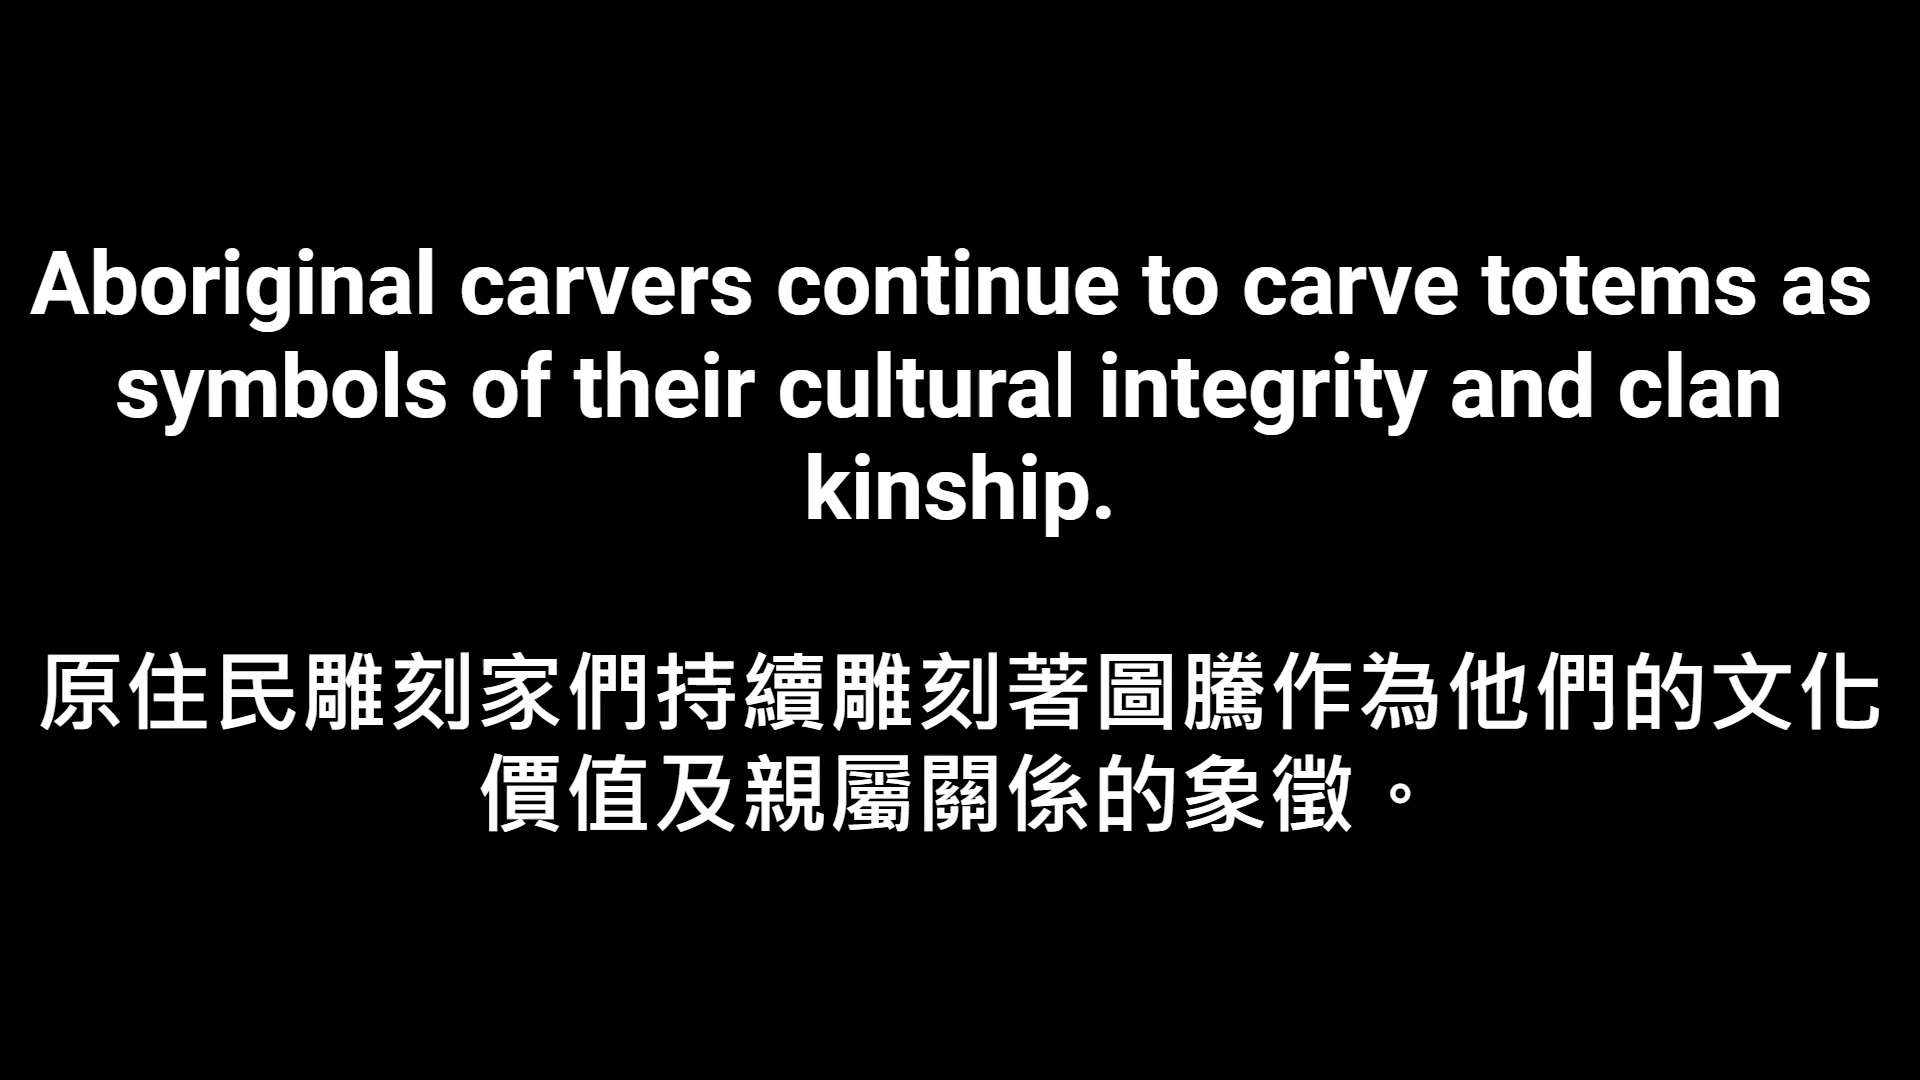 Aboriginal carvers continue to carve totems as
symbols of their cultural integrity and clan
kinship.
原住民雕刻家們持續雕刻著圖騰作為他們的文化
價值及親屬關係的象徵。